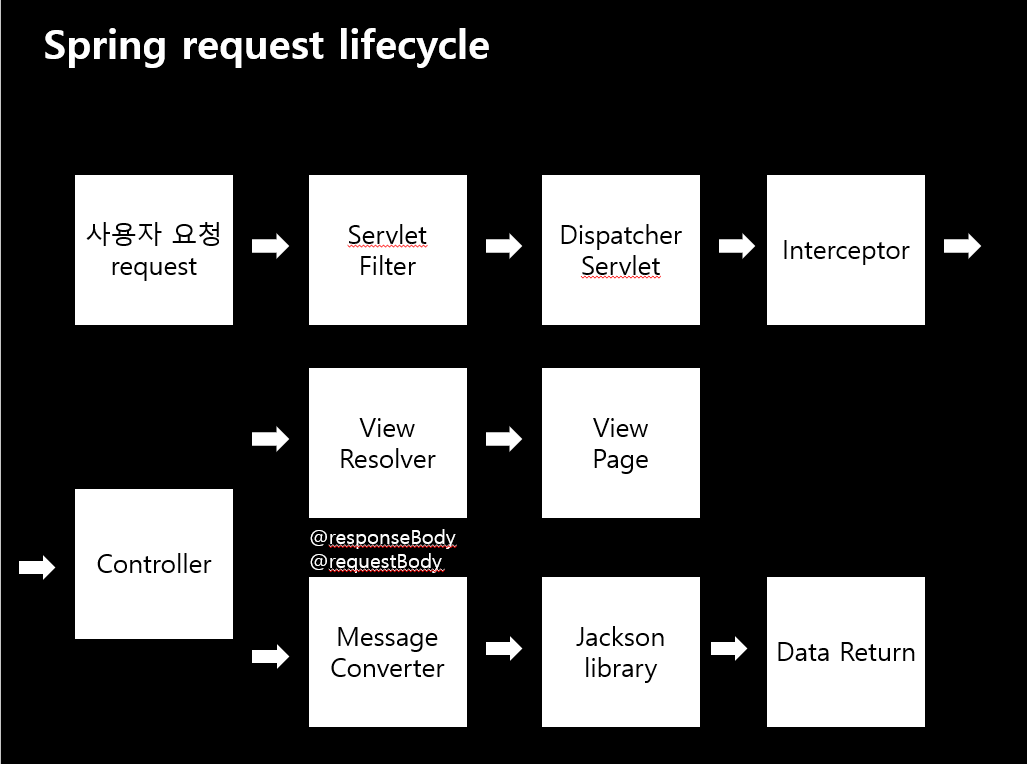 Spring request lifecycle
사용자 요청
request
Servlet
Filter
Dispatcher
Servlet
Interceptor
Controller
View
Resolver
View
Page
@responseBody
@requestBody
Message
Converter
Jackson
library
Data Return